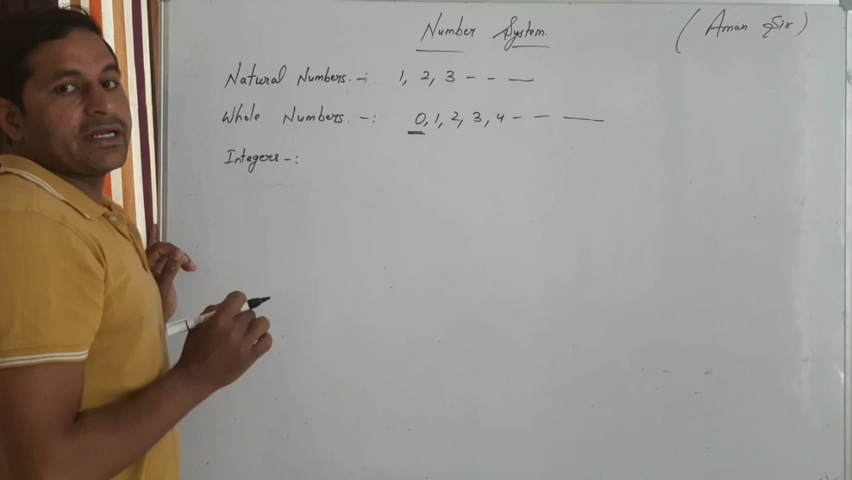 Number System
(Aman Sir)
Natural Numbers -: 1, 2, 3 - - —
Whole Numbers. -: 0, 1, 2, 3, 4 - - —
Integers -: